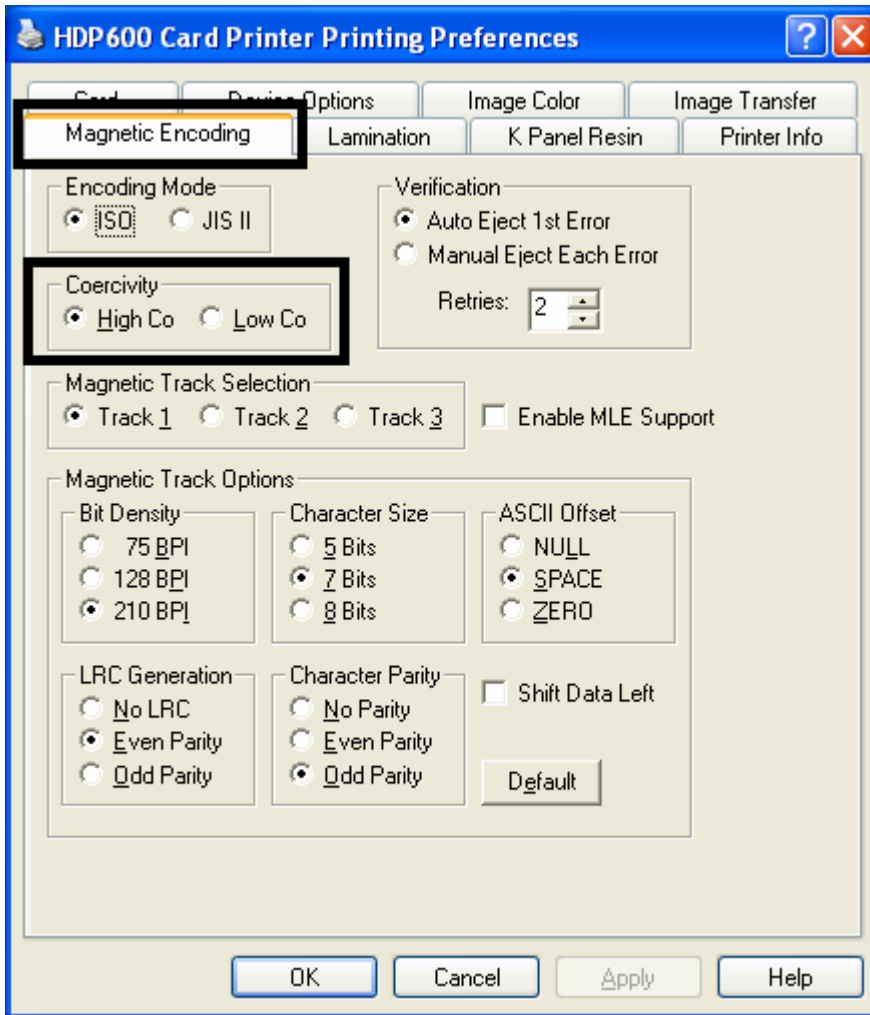 HDP600 Card Printer Printing Preferences
Card Device Options Image Color Image Transfer
Magnetic Encoding Lamination K Panel Resin Printer Info
Encoding Mode
ISO JIS II
Verification
Auto Eject 1st Error
Manual Eject Each Error
Retries: 2
Coercivity
High Co Low Co
Magnetic Track Selection
Track 1 Track 2 Track 3
Enable MLE Support
Magnetic Track Options
Bit Density
75 BPI
128 BPI
210 BPI
Character Size
5 Bits
7 Bits
8 Bits
ASCII Offset
NULL
SPACE
ZERO
LRC Generation
No LRC
Even Parity
Odd Parity
Character Parity
No Parity
Even Parity
Odd Parity
Shift Data Left
Default
OK Cancel Apply Help